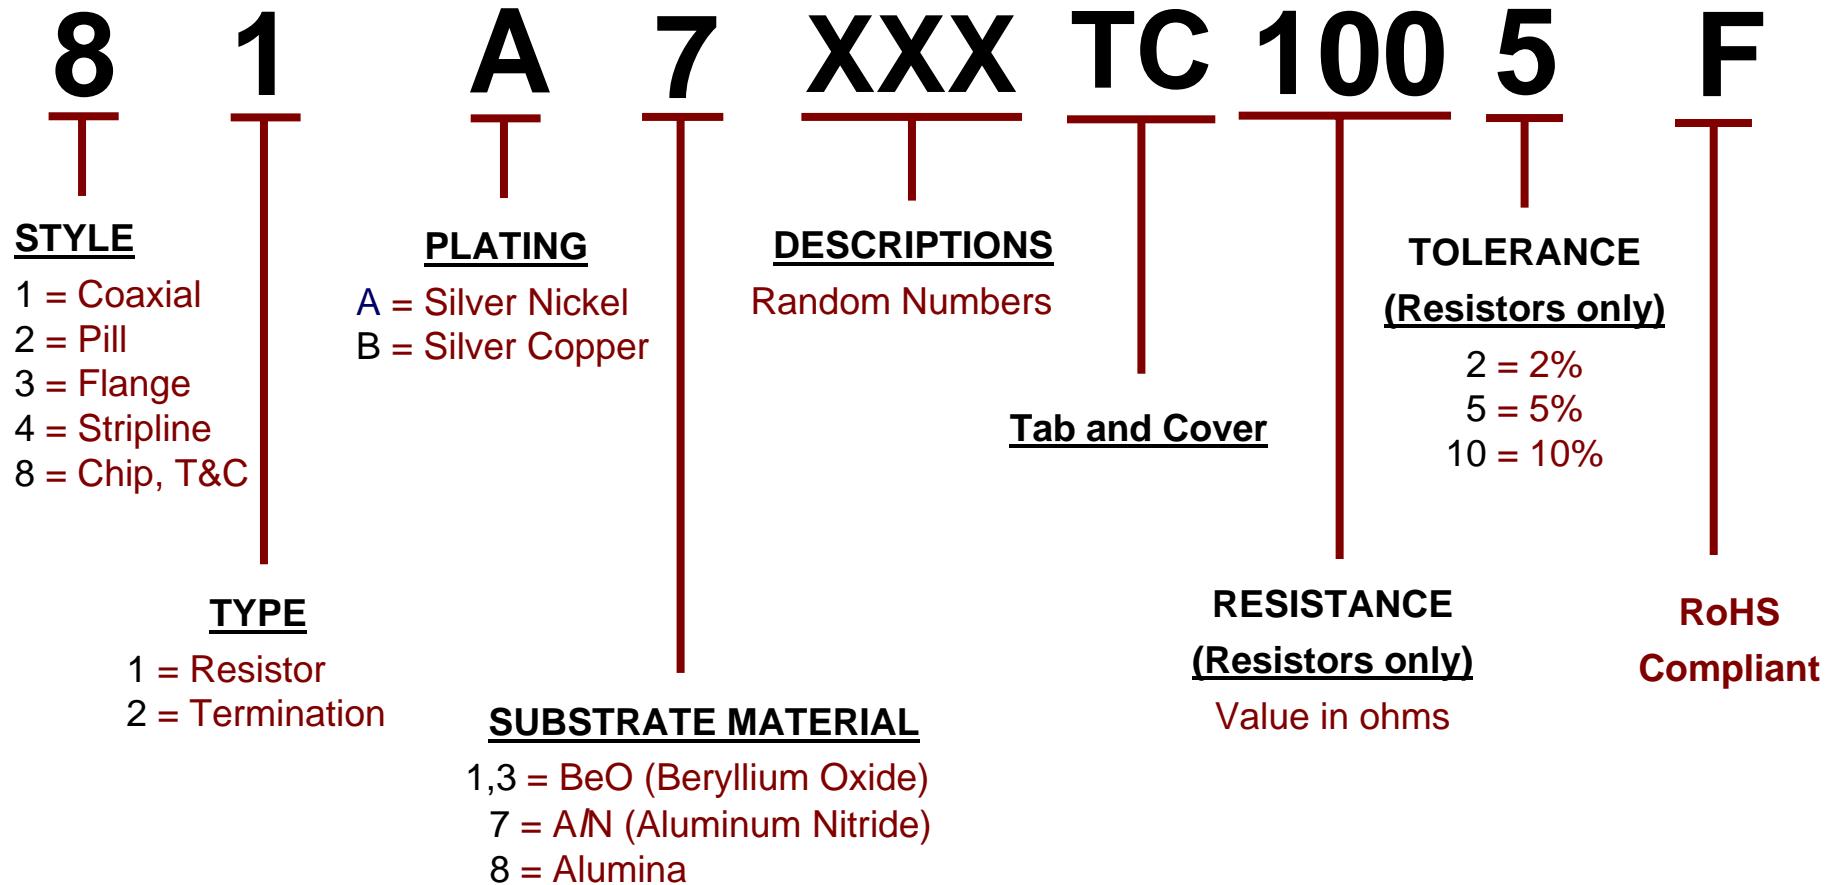 8 1 A 7 XXX TC 100 5 F
STYLE
1 = Coaxial
2 = Pill
3 = Flange
4 = Stripline
8 = Chip, T&C
TYPE
1 = Resistor
2 = Termination
PLATING
A = Silver Nickel
B = Silver Copper
SUBSTRATE MATERIAL
1,3 = BeO (Beryllium Oxide)
7 = AlN (Aluminum Nitride)
8 = Alumina
DESCRIPTIONS
Random Numbers
Tab and Cover
RESISTANCE
(Resistors only)
Value in ohms
TOLERANCE
(Resistors only)
2 = 2%
5 = 5%
10 = 10%
RoHS
Compliant